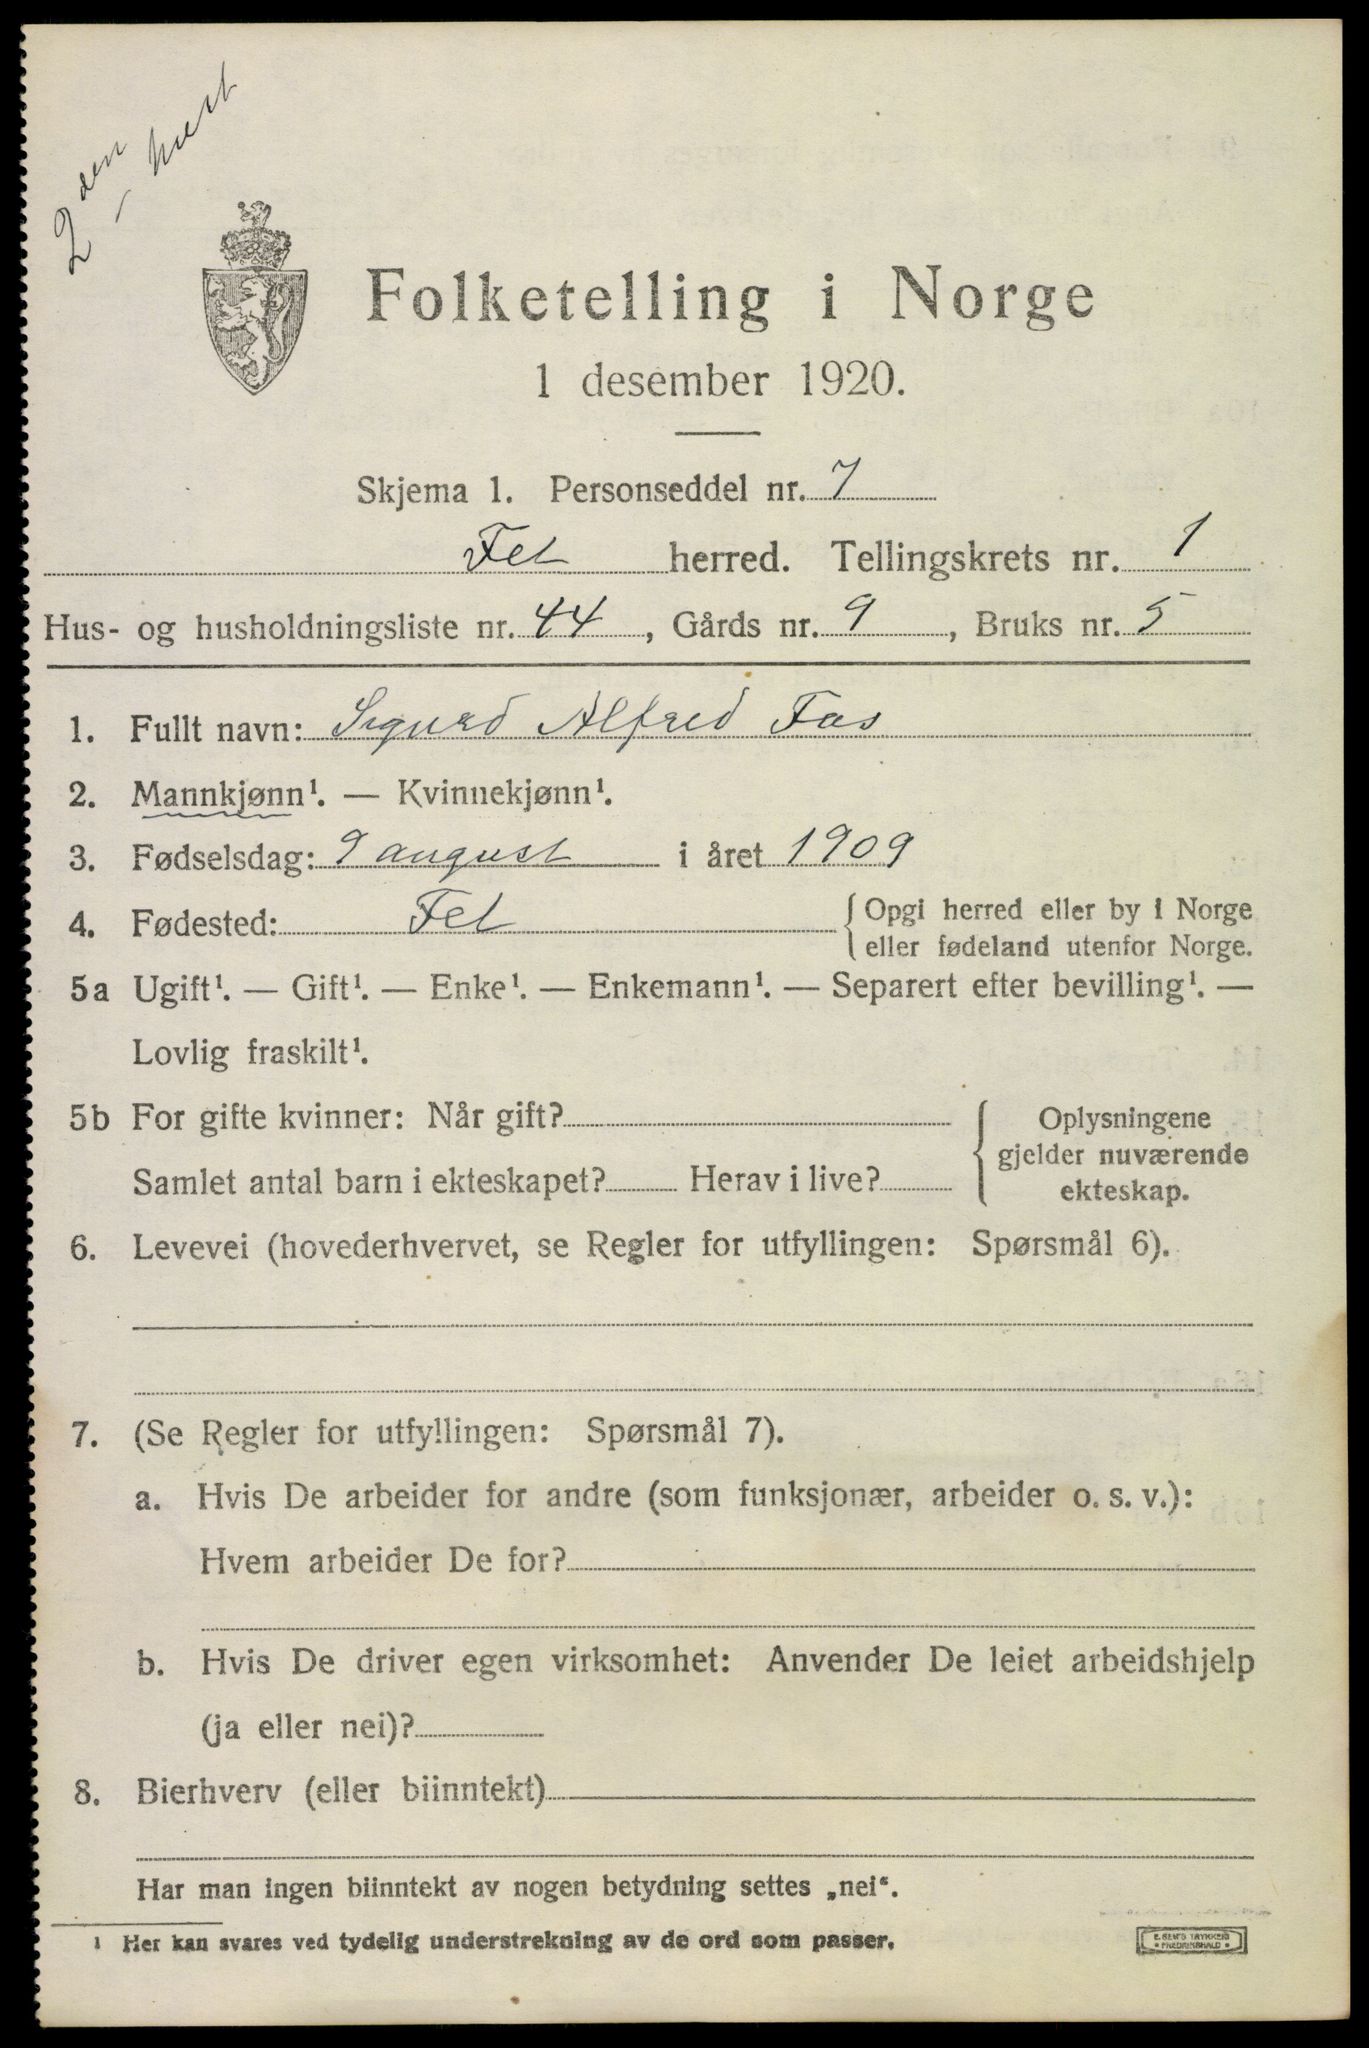 2den hust
Folketelling i Norge
1 desember 1920.
Skjema 1. Personseddel nr. 7
Fet herred. Tellingskrets nr. 1
Hus- og husholdningsliste nr. 44, Gårds nr. 9, Bruks nr. 5
1. Fullt navn: Sigurd Alfred Fos
2. Mannkjønn¹. — Kvinnekjønn¹.
3. Fødselsdag: 9 august i året 1909
4. Fødested: Fet { Opgi herred eller by i Norge
eller fødeland utenfor Norge.
5a Ugift¹. — Gift¹. — Enke¹. — Enkemann¹. — Separert efter bevilling¹. —
Lovlig fraskilt¹.
5b For gifte kvinner: Når gift? { Oplysningene
gjelder nuværende
Samlet antal barn i ekteskapet? Herav i live? ekteskap.
6. Levevei (hovederhvervet, se Regler for utfyllingen: Spørsmål 6).
7. (Se Regler for utfyllingen: Spørsmål 7).
a. Hvis De arbeider for andre (som funksjonær, arbeider o. s. v.):
Hvem arbeider De for?
b. Hvis De driver egen virksomhet: Anvender De leiet arbeidshjelp
(ja eller nei)?
8. Bierhverv (eller biinntekt)
Har man ingen biinntekt av nogen betydning settes „nei“.
¹ Her kan svares ved tydelig understrekning av de ord som passer.
E. SEM'S TRYKKERI
• FREDRIKSHALD •